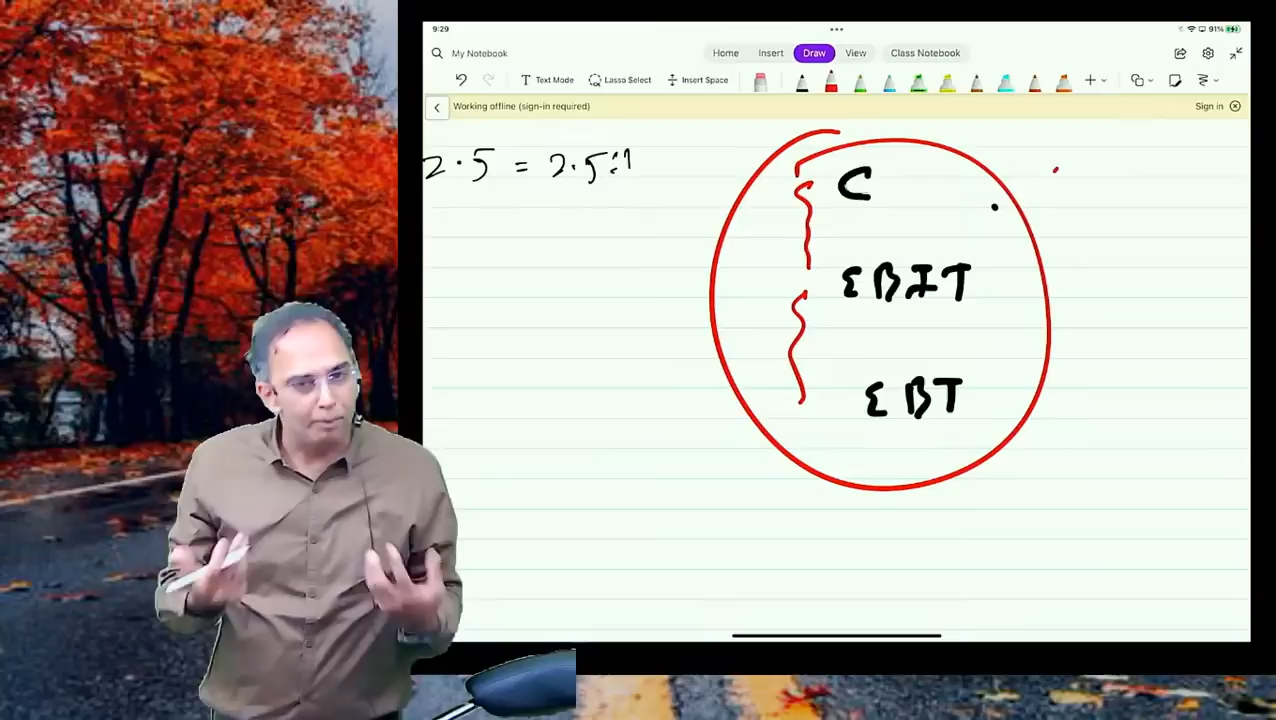 9:29
91%
My Notebook
Home Insert Draw View Class Notebook
Text Mode Lasso Select Insert Space
Working offline (sign-in required) Sign in
2.5 = 2.5:1
C
EBIT
EBT